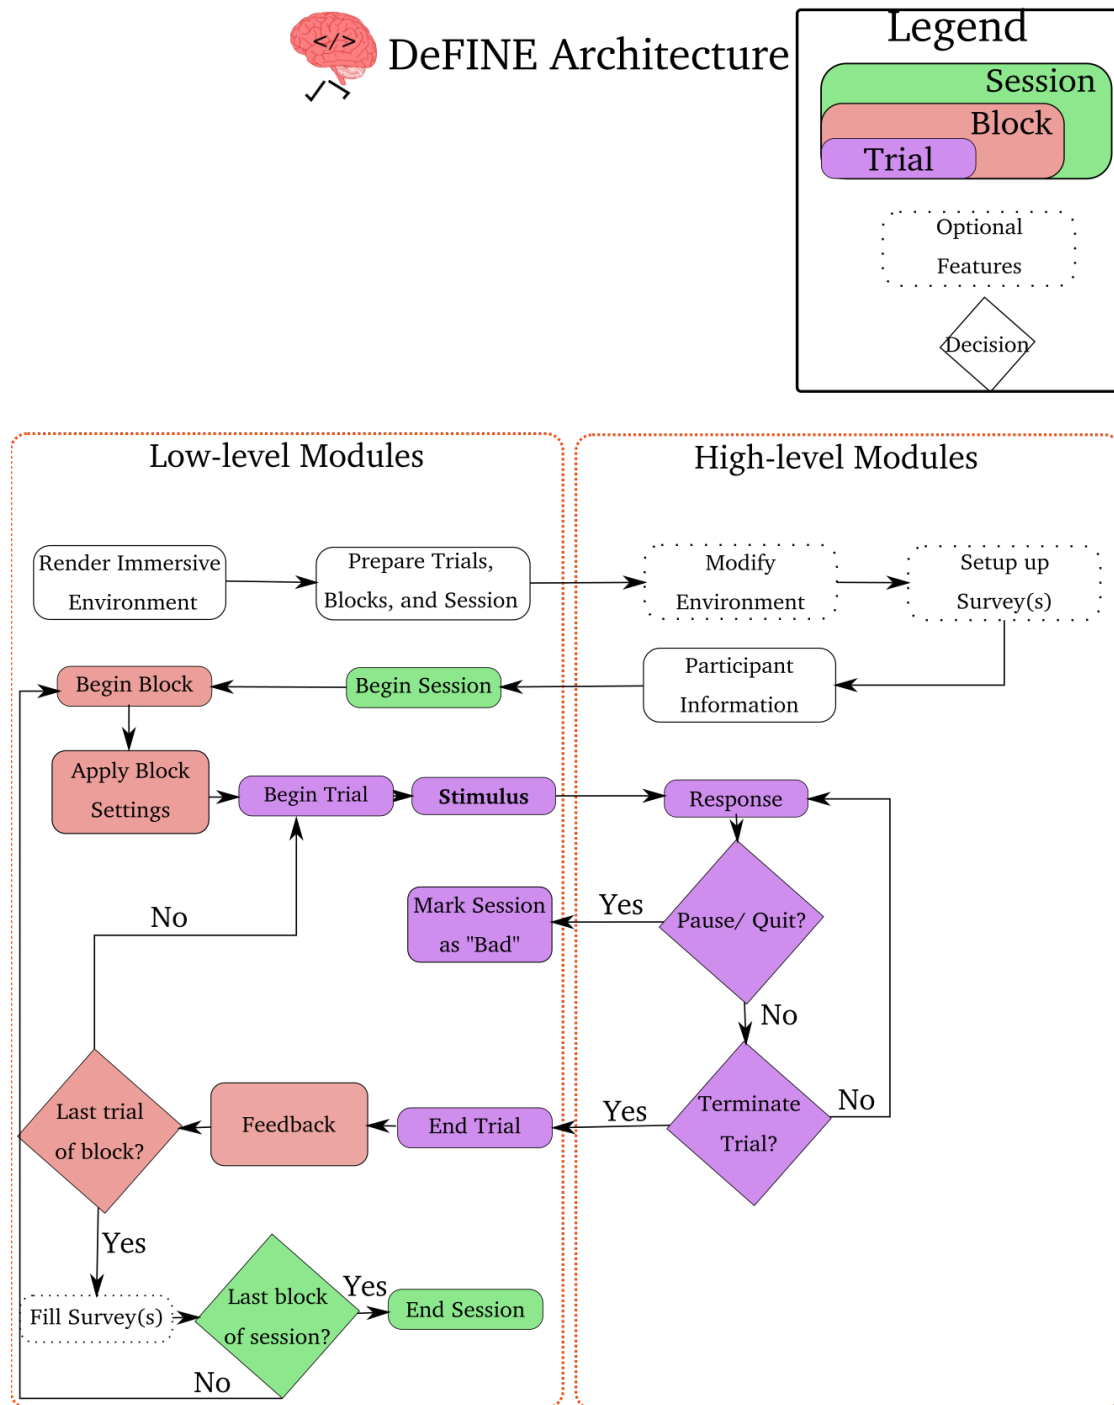 </>
DeFINE Architecture
Legend
Session
Block
Trial
Optional
Features
Decision
Low-level Modules
High-level Modules
Render Immersive
Environment
Prepare Trials,
Blocks, and Session
Modify
Environment
Setup up
Survey(s)
Participant
Information
Begin Session
Begin Block
Apply Block
Settings
Begin Trial
Stimulus
Response
Pause/ Quit?
Yes
Mark Session
as "Bad"
No
No
Terminate
Trial?
No
Yes
End Trial
Feedback
Last trial
of block?
Yes
Fill Survey(s)
Last block
of session?
Yes
End Session
No